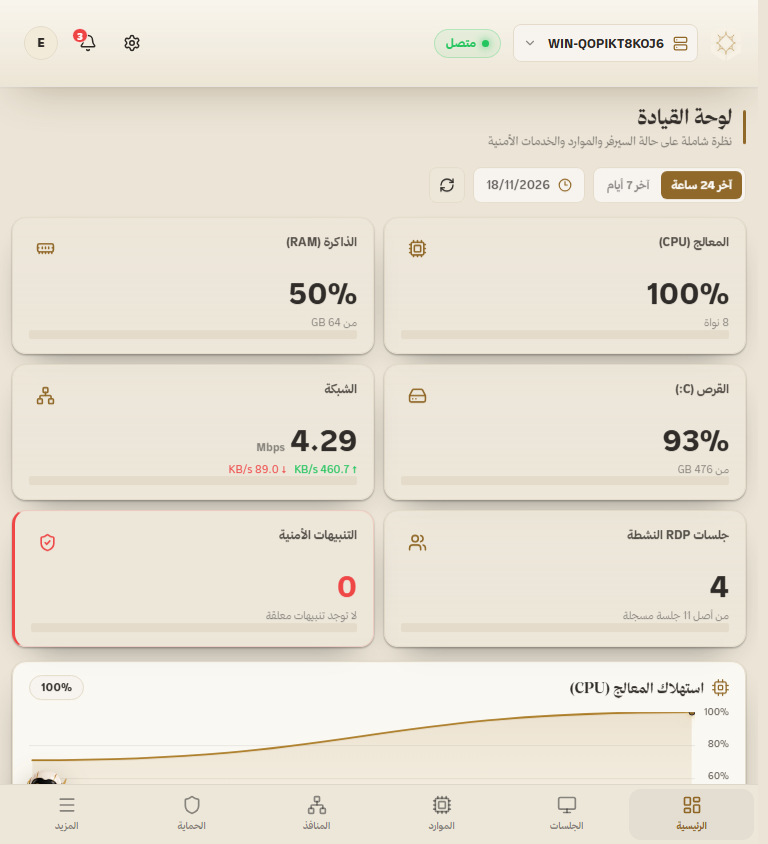 WIN-QOPIKT8KOJ6
متصل
3
E
لوحة القيادة
نظرة شاملة على حالة السيرفر والموارد والخدمات الأمنية
آخر 24 ساعة
آخر 7 أيام
18/11/2026
المعالج (CPU)
100%
8 نواة
الذاكرة (RAM)
50%
من 64 GB
القرص (C:)
93%
من 476 GB
الشبكة
4.29 Mbps
↑ 460.7 KB/s ↓ 89.0 KB/s
جلسات RDP النشطة
4
من أصل 11 جلسة مسجلة
التنبيهات الأمنية
0
لا توجد تنبيهات معلقة
استهلاك المعالج (CPU)
100%
100%
80%
60%
الرئيسية
الجلسات
الموارد
المنافذ
الحماية
المزيد